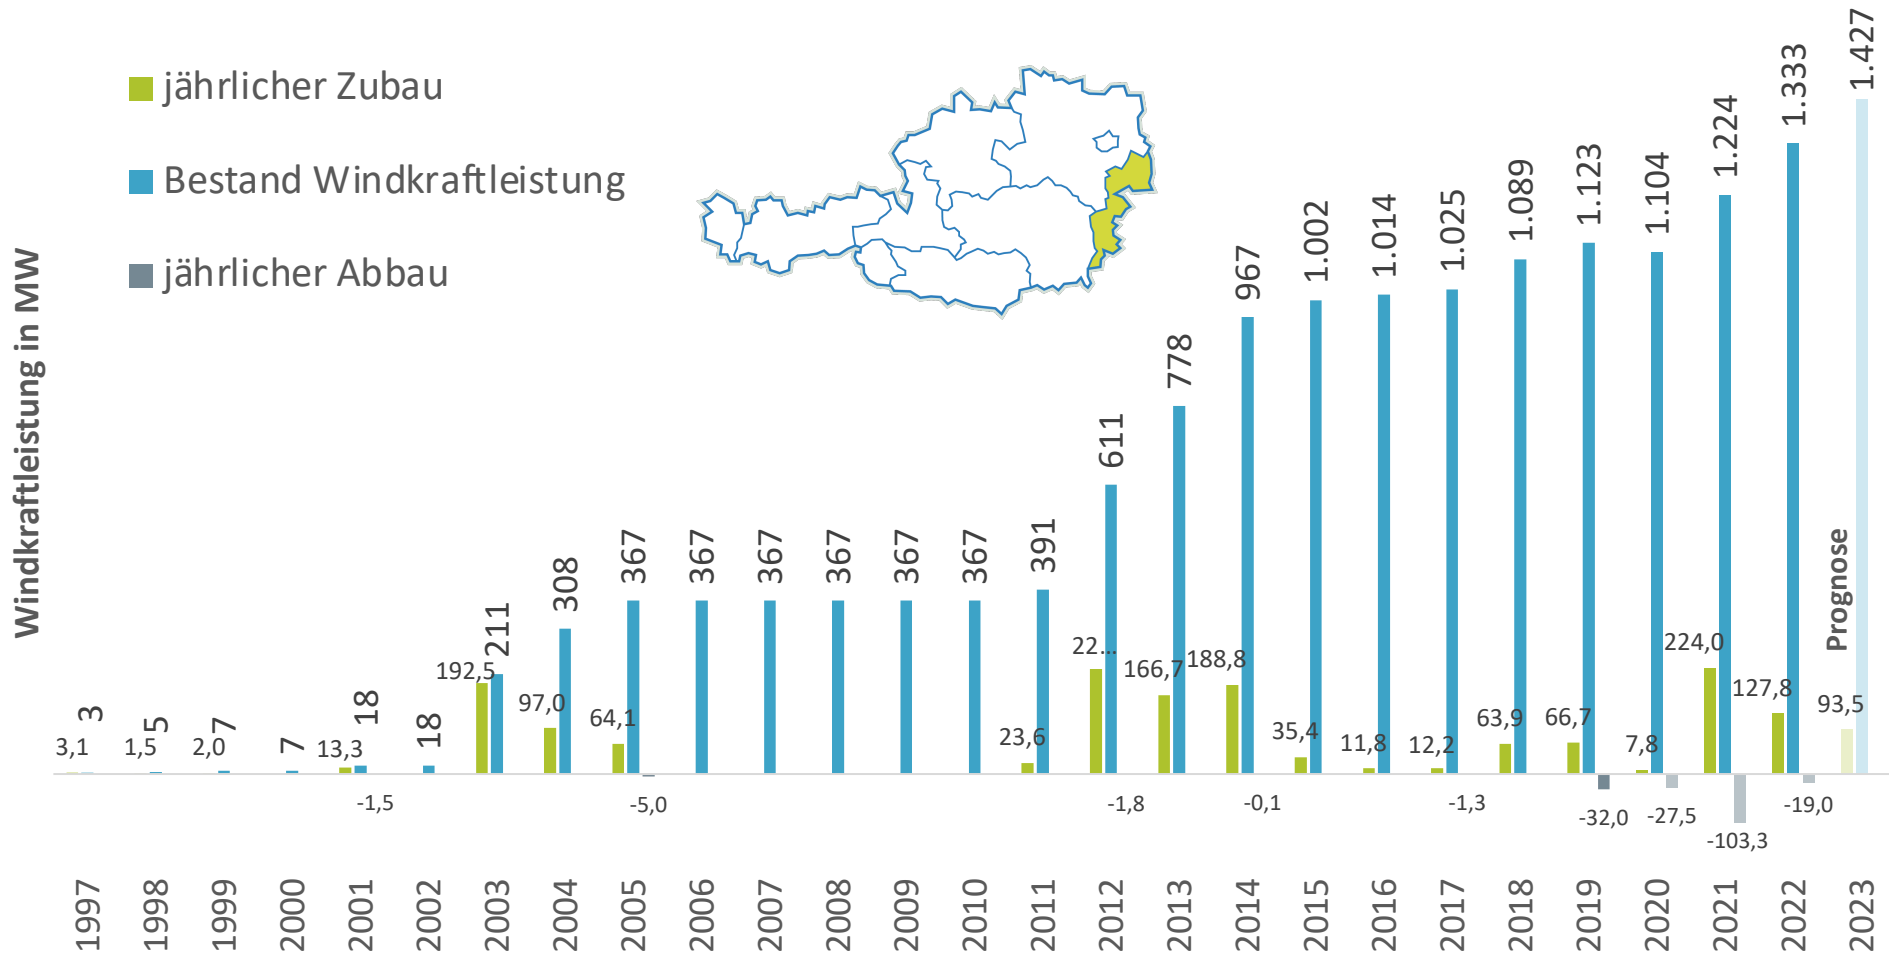 jährlicher Zubau
Bestand Windkraftleistung
jährlicher Abbau
Windkraftleistung in MW
3 5 7 7 18 18 211 308 367 367 367 367 367 367 391 611 778 967 1.002 1.014 1.025 1.089 1.123 1.104 1.224 1.333 1.427
Prognose
3,1 1,5 2,0 13,3 192,5 97,0 64,1 23,6 22... 166,7 188,8 35,4 11,8 12,2 63,9 66,7 7,8 224,0 127,8 93,5
-1,5 -5,0 -1,8 -0,1 -1,3 -32,0 -27,5 -103,3 -19,0
1997 1998 1999 2000 2001 2002 2003 2004 2005 2006 2007 2008 2009 2010 2011 2012 2013 2014 2015 2016 2017 2018 2019 2020 2021 2022 2023